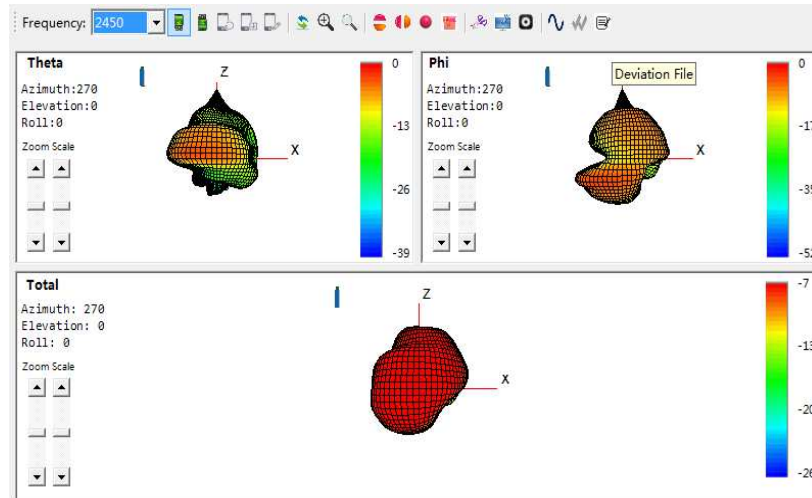 Frequency: 2450
Theta
Azimuth:270
Elevation:0
Roll:0
Zoom Scale
Z
X
0
-13
-26
-39
Phi
Azimuth:270
Elevation:0
Roll:0
Zoom Scale
Deviation File
X
0
-17
-35
-52
Total
Azimuth: 270
Elevation: 0
Roll: 0
Zoom Scale
Z
X
-7
-13
-20
-26